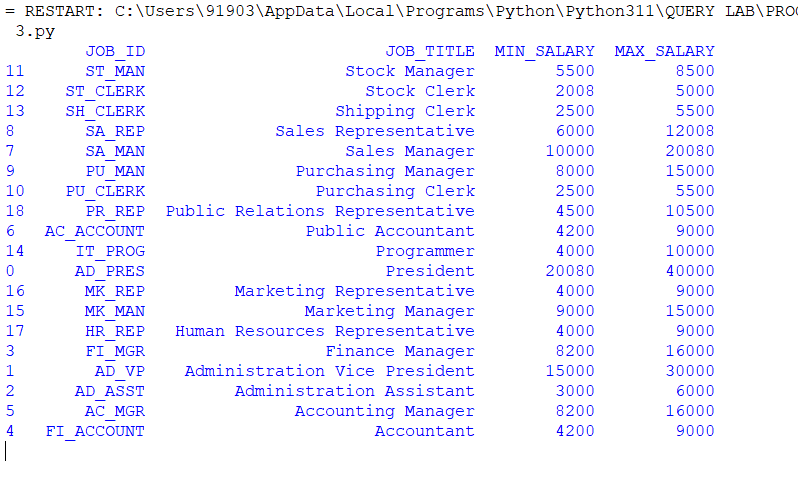 = RESTART: C:\Users\91903\AppData\Local\Programs\Python\Python311\QUERY LAB\PROG
3.py
JOB_ID JOB_TITLE MIN_SALARY MAX_SALARY
11 ST_MAN Stock Manager 5500 8500
12 ST_CLERK Stock Clerk 2008 5000
13 SH_CLERK Shipping Clerk 2500 5500
8 SA_REP Sales Representative 6000 12008
7 SA_MAN Sales Manager 10000 20080
9 PU_MAN Purchasing Manager 8000 15000
10 PU_CLERK Purchasing Clerk 2500 5500
18 PR_REP Public Relations Representative 4500 10500
6 AC_ACCOUNT Public Accountant 4200 9000
14 IT_PROG Programmer 4000 10000
0 AD_PRES President 20080 40000
16 MK_REP Marketing Representative 4000 9000
15 MK_MAN Marketing Manager 9000 15000
17 HR_REP Human Resources Representative 4000 9000
3 FI_MGR Finance Manager 8200 16000
1 AD_VP Administration Vice President 15000 30000
2 AD_ASST Administration Assistant 3000 6000
5 AC_MGR Accounting Manager 8200 16000
4 FI_ACCOUNT Accountant 4200 9000